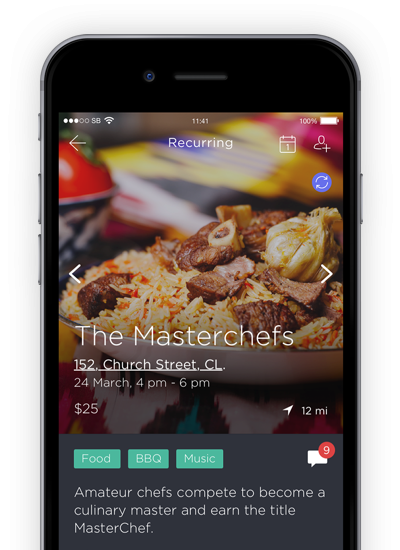 SB 11:41 100%
Recurring
1
The Masterchefs
152, Church Street, CL.
24 March, 4 pm - 6 pm
$25 12 mi
Food BBQ Music 9
Amateur chefs compete to become a
culinary master and earn the title
MasterChef.